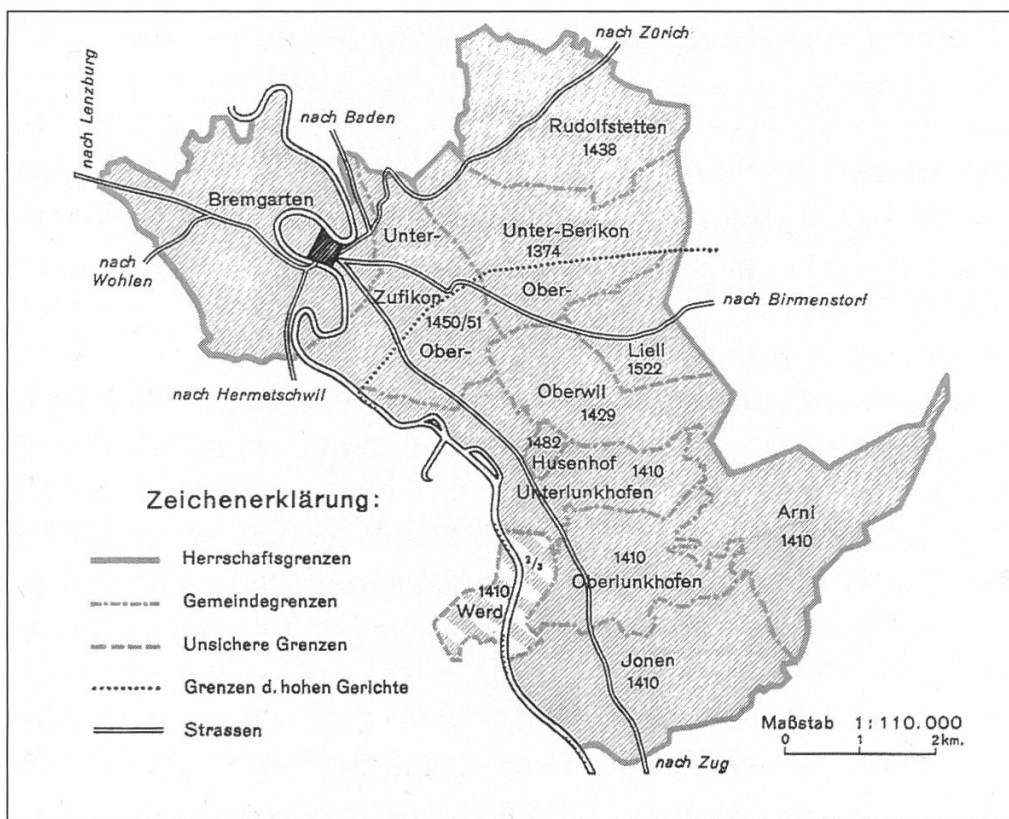 nach Zürich
nach Lenzburg
nach Baden
Rudolfstetten
1438
Bremgarten
Unter-
Unter-Berikon
1374
nach
Wohlen
Ober-
Zufikon
1450/51
nach Birmenstorf
Ober-
Liell
1522
nach Hermetschwil
Oberwil
1429
1482
Husenhof
1410
Unterlunkhofen
Arni
1410
2/3
1410
Oberlunkhofen
1410
Werd
Jonen
1410
nach Zug
Zeichenerklärung:
Herrschaftsgrenzen
Gemeindegrenzen
Unsichere Grenzen
Grenzen d. hohen Gerichte
Strassen
Maßstab 1:110.000
0 1 2km.